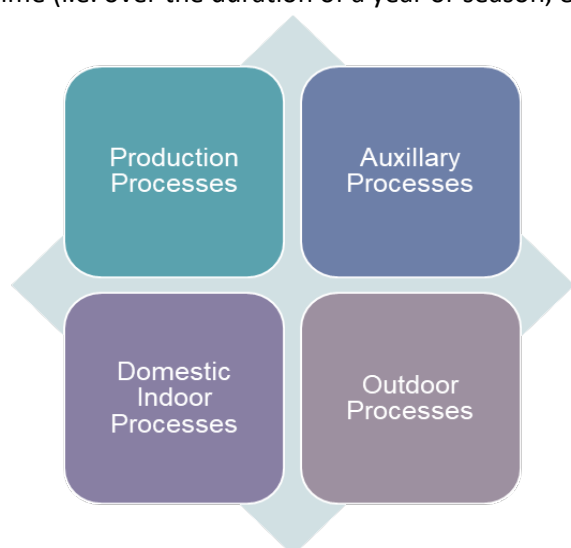 (i.e. over the duration of a year or season,
Production
Processes
Auxillary
Processes
Domestic
Indoor
Processes
Outdoor
Processes